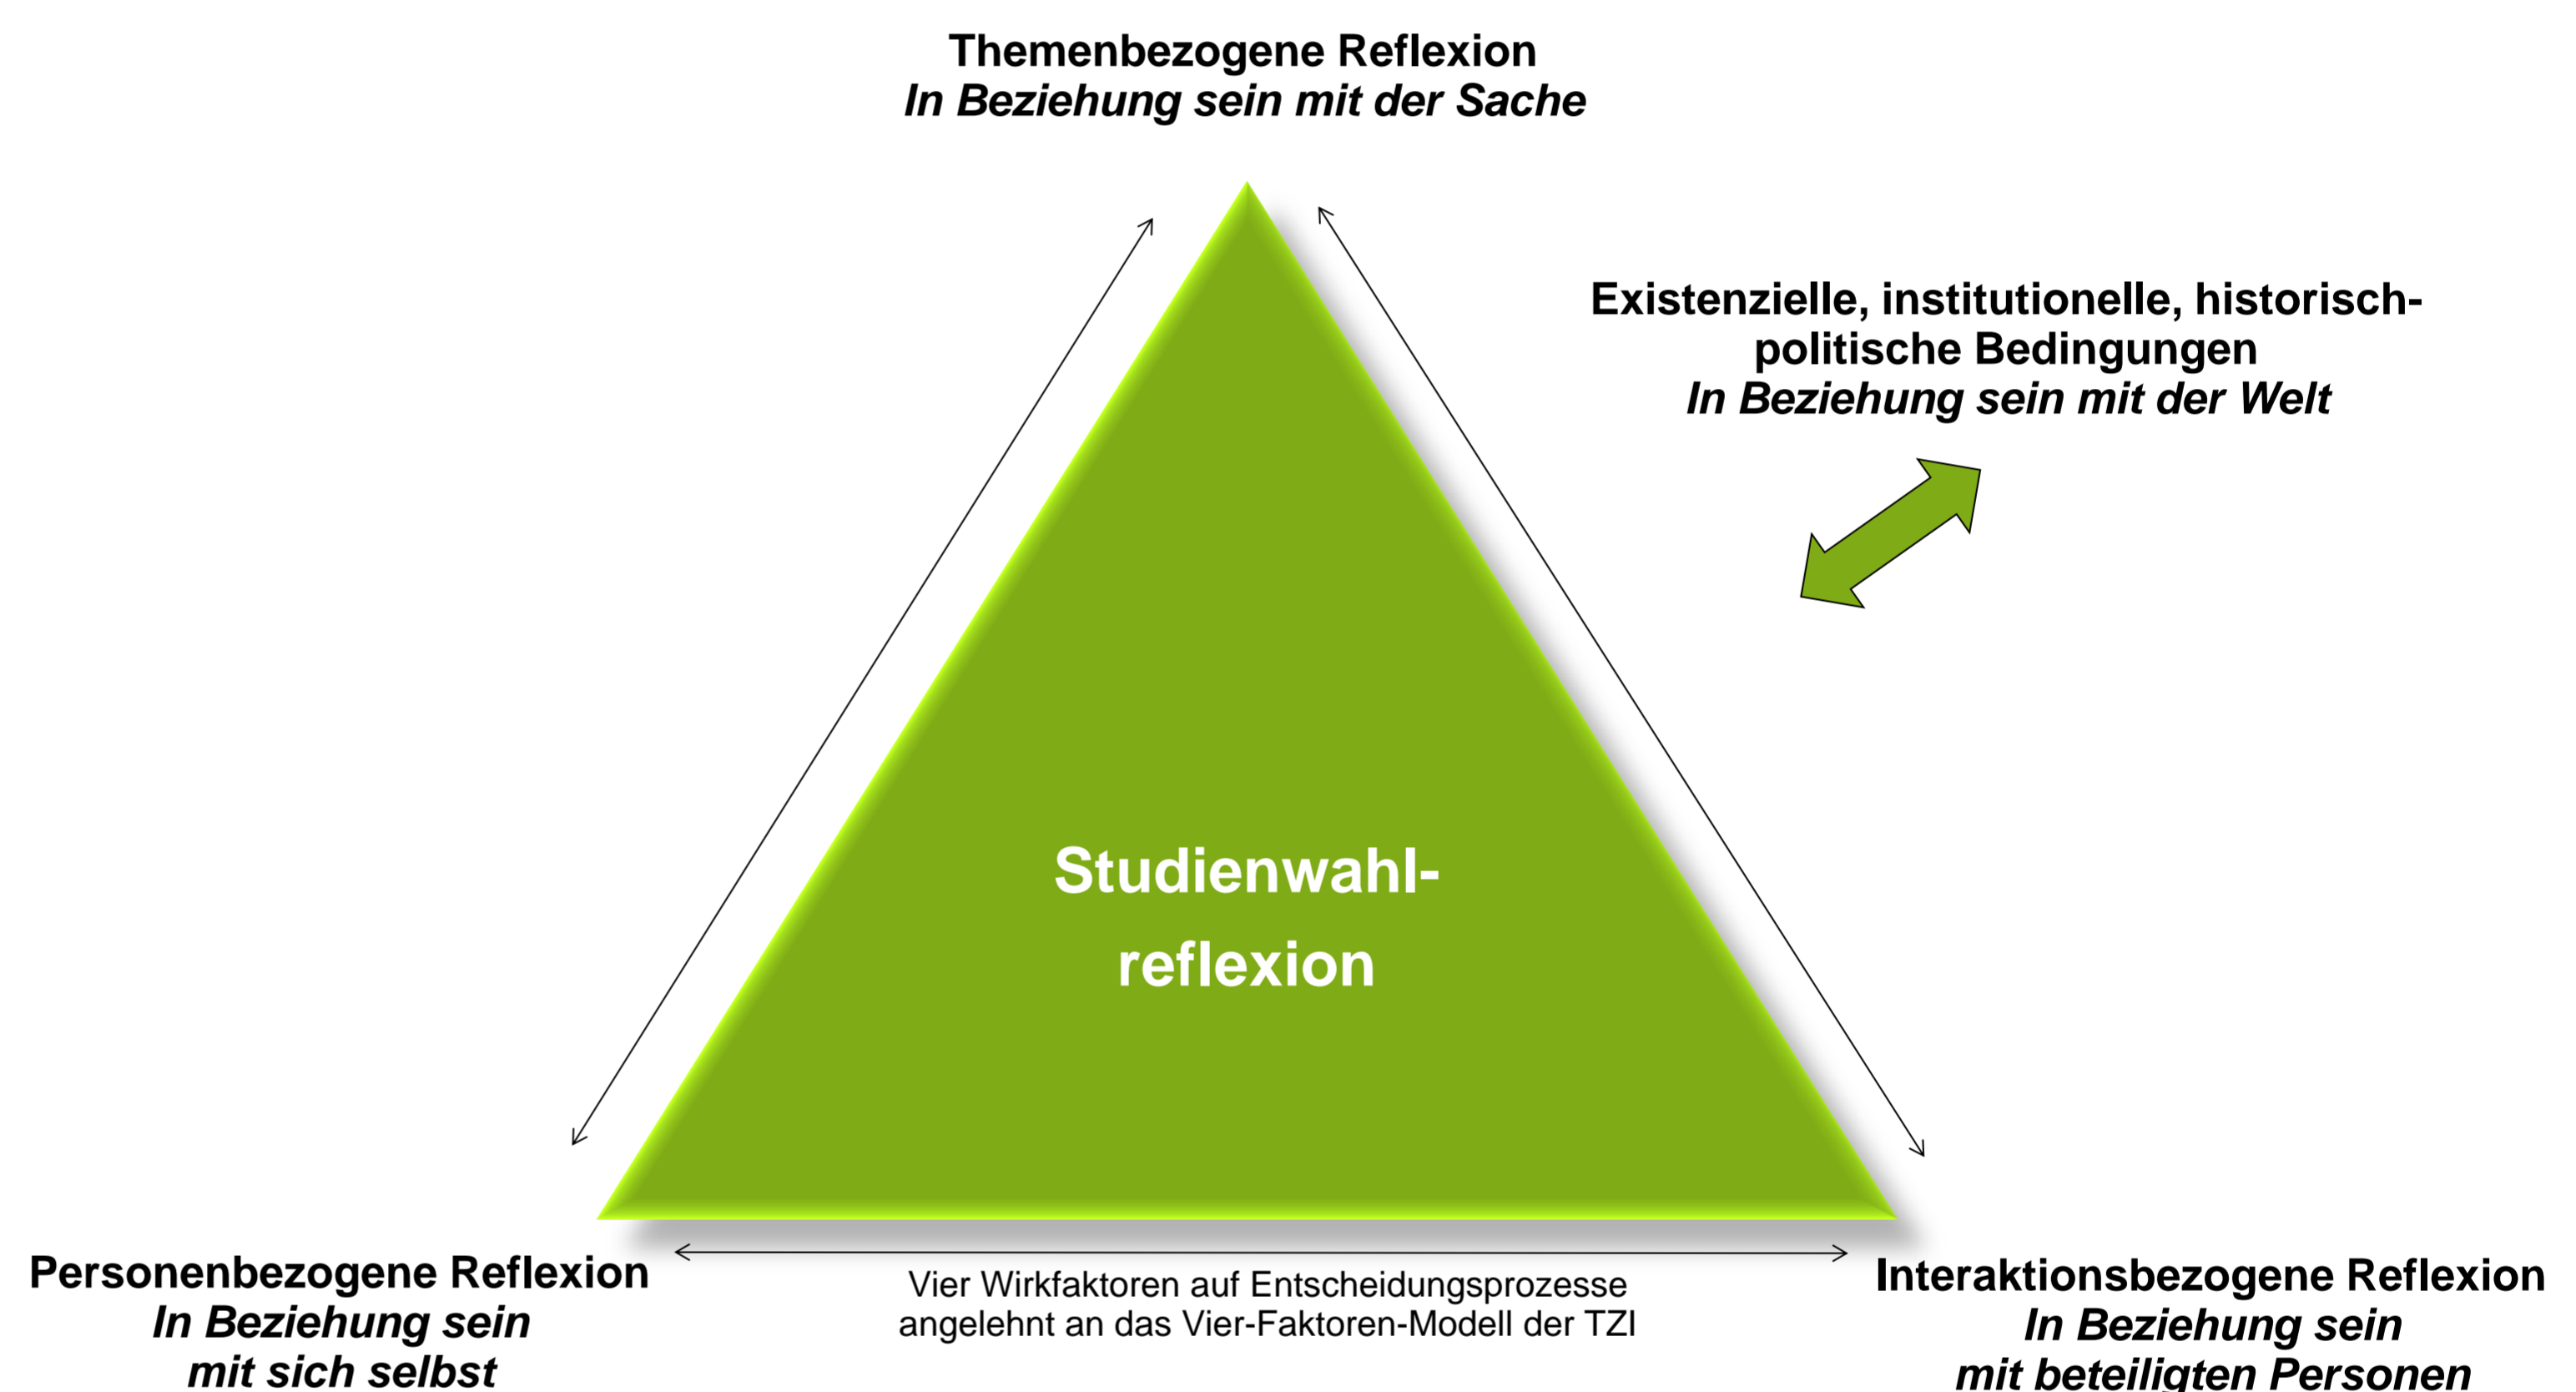 Themenbezogene Reflexion
In Beziehung sein mit der Sache
Existenzielle, institutionelle, historisch-
politische Bedingungen
In Beziehung sein mit der Welt
Studienwahl-
reflexion
Personenbezogene Reflexion
In Beziehung sein
mit sich selbst
Vier Wirkfaktoren auf Entscheidungsprozesse
angelehnt an das Vier-Faktoren-Modell der TZI
Interaktionsbezogene Reflexion
In Beziehung sein
mit beteiligten Personen